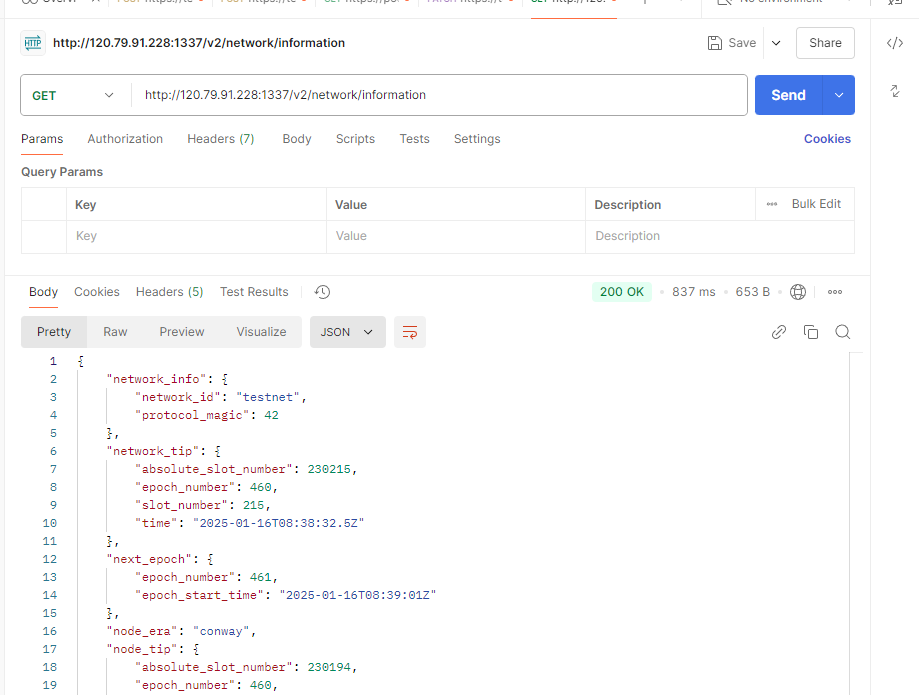 http://120.79.91.228:1337/v2/network/information
Save
Share
GET
http://120.79.91.228:1337/v2/network/information
Send
Params Authorization Headers (7) Body Scripts Tests Settings Cookies
Query Params
Key Value Description Bulk Edit
Key Value Description
Body Cookies Headers (5) Test Results 200 OK 837 ms 653 B
Pretty Raw Preview Visualize JSON
1 {
2 "network_info": {
3 "network_id": "testnet",
4 "protocol_magic": 42
5 },
6 "network_tip": {
7 "absolute_slot_number": 230215,
8 "epoch_number": 460,
9 "slot_number": 215,
10 "time": "2025-01-16T08:38:32.5Z"
11 },
12 "next_epoch": {
13 "epoch_number": 461,
14 "epoch_start_time": "2025-01-16T08:39:01Z"
15 },
16 "node_era": "conway",
17 "node_tip": {
18 "absolute_slot_number": 230194,
19 "epoch_number": 460,